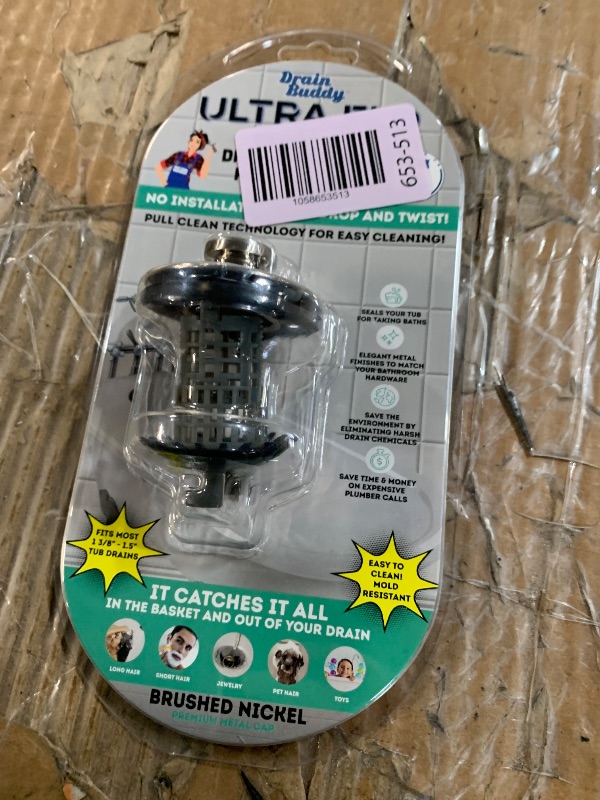 Drain
Buddy
ULTRA
653-513
1058653513
NO INSTALLAT AND TWIST!
PULL CLEAN TECHNOLOGY FOR EASY CLEANING!
SEALS YOUR TUB
FOR TAKING BATHS
ELEGANT METAL
FINISHES TO MATCH
YOUR BATHROOM
HARDWARE
SAVE THE
ENVIRONMENT BY
ELIMINATING HARSH
DRAIN CHEMICALS
SAVE TIME & MONEY
ON EXPENSIVE
PLUMBER CALLS
FITS MOST
1 3/8" - 1.5"
TUB DRAINS
EASY TO
CLEAN!
MOLD
RESISTANT
IT CATCHES IT ALL
IN THE BASKET AND OUT OF YOUR DRAIN
LONG HAIR
SHORT HAIR
JEWELRY
PET HAIR
TOYS
BRUSHED NICKEL
PREMIUM METAL CAP